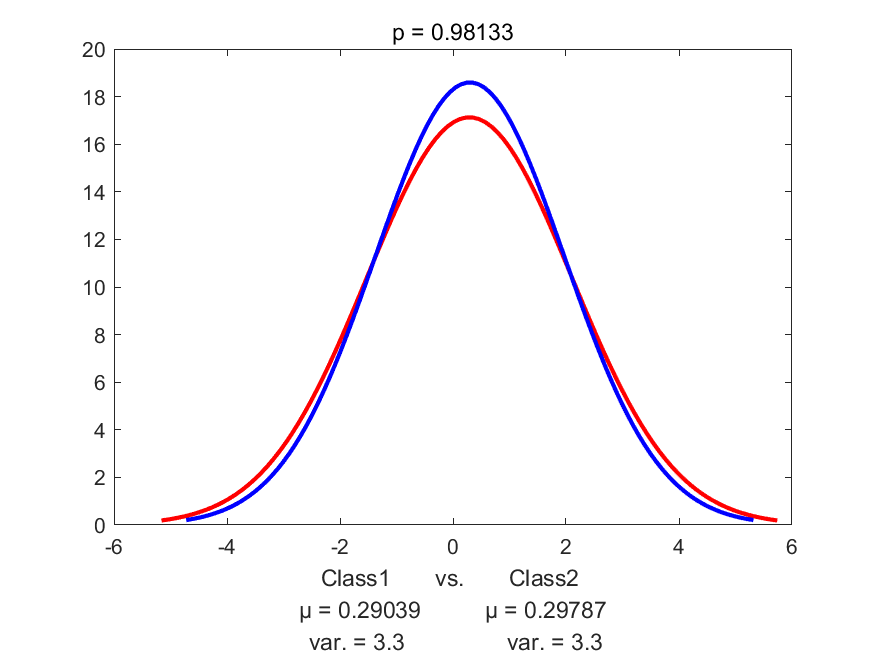 p = 0.98133
20
18
16
14
12
10
8
6
4
2
0
-6 -4 -2 0 2 4 6
Class1 vs. Class2
μ = 0.29039 μ = 0.29787
var. = 3.3 var. = 3.3